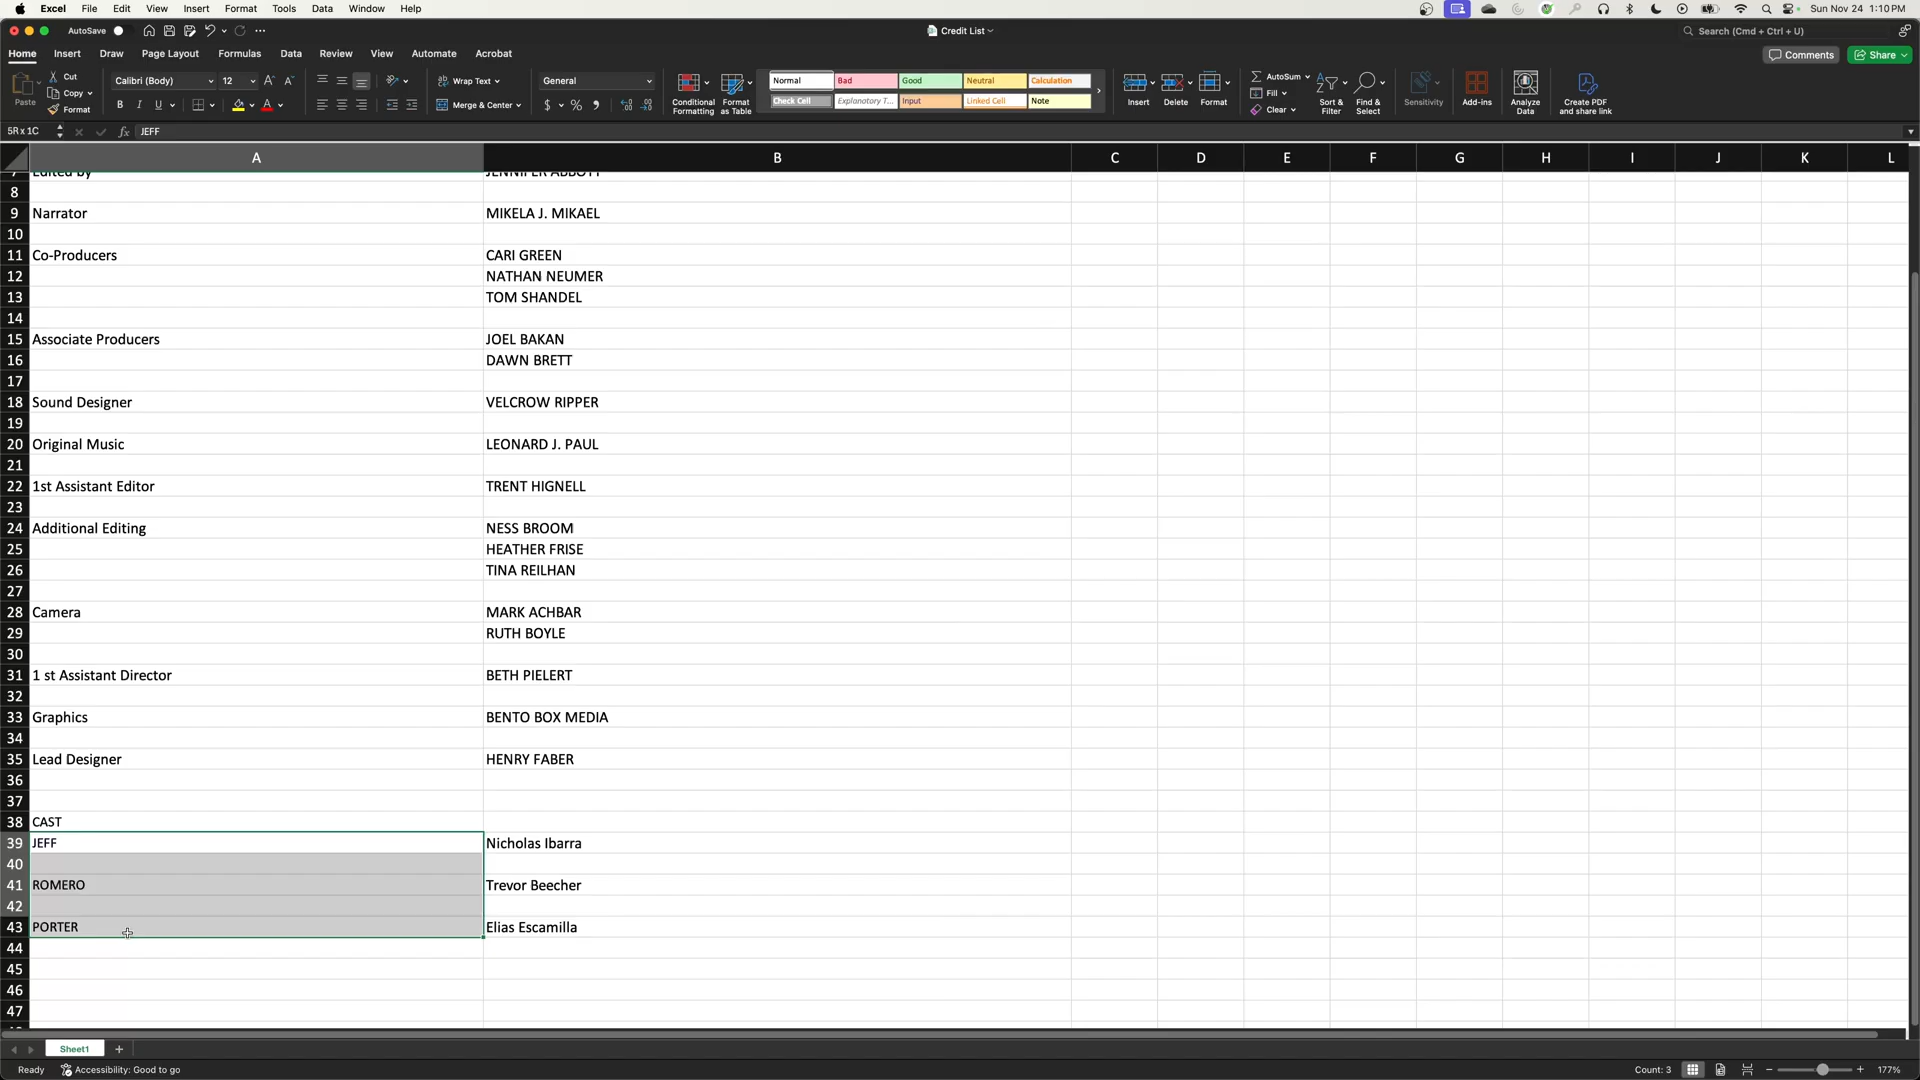 Excel File Edit View Insert Format Tools Data Window Help Sun Nov 24 1:10 PM
AutoSave Credit List Search (Cmd + Ctrl + U)
Home Insert Draw Page Layout Formulas Data Review View Automate Acrobat Comments Share
Paste Cut Copy Format Calibri (Body) 12 Wrap Text Merge & Center General Conditional Formatting Format as Table Normal Bad Good Neutral Calculation Check Cell Explanatory T... Input Linked Cell Note Insert Delete Format AutoSum Fill Clear Sort & Filter Find & Select Sensitivity Add-ins Analyze Data Create PDF and share link
5R x 1C fx JEFF
A B C D E F G H I J K L
7 Edited by JENNIFER ABBOTT
8
9 Narrator MIKELA J. MIKAEL
10
11 Co-Producers CARI GREEN
12 NATHAN NEUMER
13 TOM SHANDEL
14
15 Associate Producers JOEL BAKAN
16 DAWN BRETT
17
18 Sound Designer VELCROW RIPPER
19
20 Original Music LEONARD J. PAUL
21
22 1st Assistant Editor TRENT HIGNELL
23
24 Additional Editing NESS BROOM
25 HEATHER FRISE
26 TINA REILHAN
27
28 Camera MARK ACHBAR
29 RUTH BOYLE
30
31 1 st Assistant Director BETH PIELERT
32
33 Graphics BENTO BOX MEDIA
34
35 Lead Designer HENRY FABER
36
37
38 CAST
39 JEFF Nicholas Ibarra
40
41 ROMERO Trevor Beecher
42
43 PORTER Elias Escamilla
44
45
46
47
Sheet1 +
Ready Accessibility: Good to go Count: 3 177%